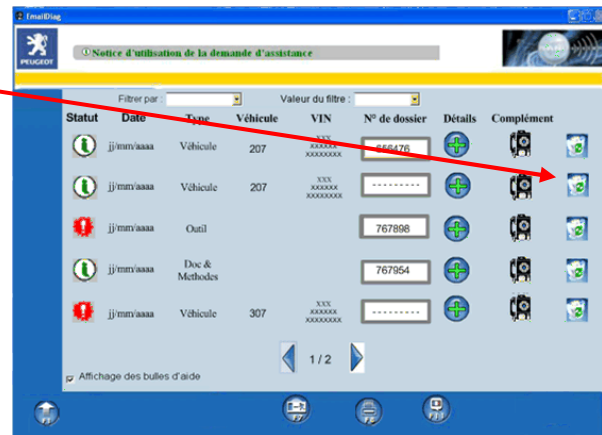 EmailDiag
PEUGEOT
Notice d'utilisation de la demande d'assistance
Filtrer par : Valeur du filtre :
Statut Date Type Véhicule VIN N° de dossier Détails Complément
jj/mm/aaaa Véhicule 207 xxx xxxxxx xxxxxxxx 656476
jj/mm/aaaa Véhicule 207 xxx xxxxxx xxxxxxxx ---------
jj/mm/aaaa Outil 767898
jj/mm/aaaa Doc & Methodes 767954
jj/mm/aaaa Véhicule 307 xxx xxxxxx xxxxxxxx ---------
1 / 2
Affichage des bulles d'aide